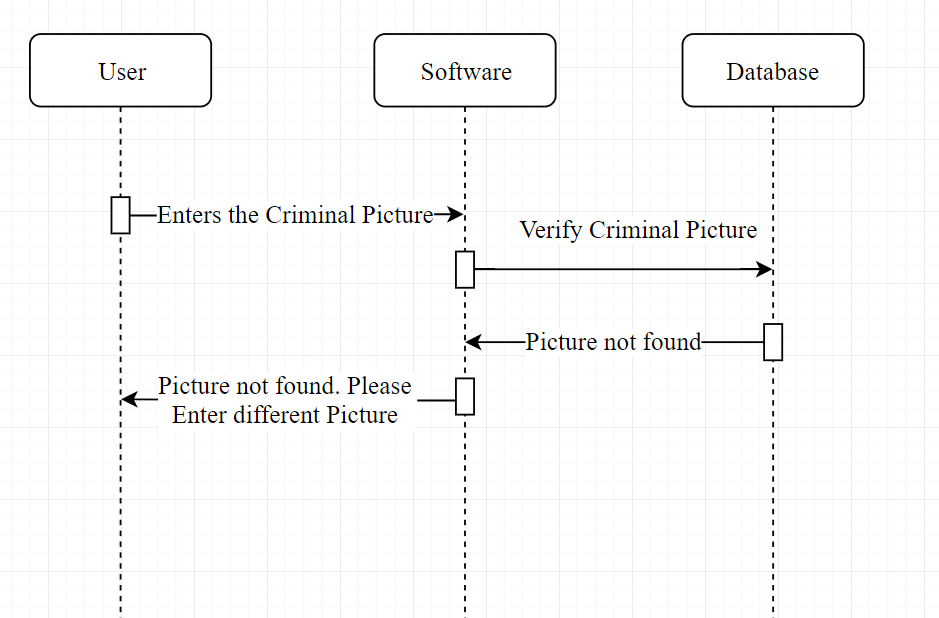 User
Software
Database
Enters the Criminal Picture
Verify Criminal Picture
Picture not found
Picture not found. Please
Enter different Picture